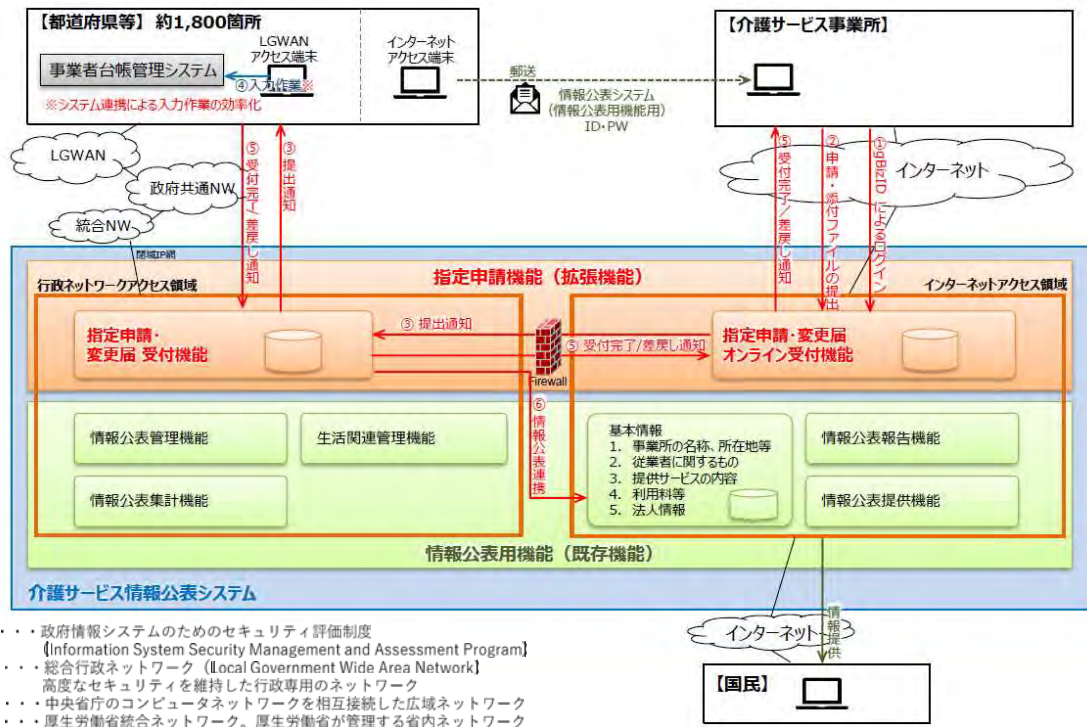 【都道府県等】 約1,800箇所
LGWAN
アクセス端末
インターネット
アクセス端末
事業者台帳管理システム
④入力作業※
※システム連携による入力作業の効率化
郵送
情報公表システム
(情報公表用機能用)
ID・PW
【介護サービス事業所】
LGWAN
政府共通NW
統合NW
閉域IP網
⑤受付完了/差戻し通知
③提出通知
⑤受付完了/差戻し通知
②申請・添付ファイルの提出
①gBizID によるログイン
インターネット
指定申請機能（拡張機能）
行政ネットワークアクセス領域
インターネットアクセス領域
指定申請・
変更届 受付機能
③ 提出通知
⑤ 受付完了/差戻し通知
Firewall
指定申請・変更届
オンライン受付機能
⑥情報公表連携
情報公表管理機能
生活関連管理機能
情報公表集計機能
基本情報
1. 事業所の名称、所在地等
2. 従業者に関するもの
3. 提供サービスの内容
4. 利用料等
5. 法人情報
情報公表報告機能
情報公表提供機能
情報公表用機能（既存機能）
介護サービス情報公表システム
インターネット
情報提供
【国民】
・・・政府情報システムのためのセキュリティ評価制度
【Information System Security Management and Assessment Program】
・・・総合行政ネットワーク（【Local Government Wide Area Network】
高度なセキュリティを維持した行政専用のネットワーク
・・・中央省庁のコンピュータネットワークを相互接続した広域ネットワーク
・・・厚生労働省統合ネットワーク。厚生労働省が管理する省内ネットワーク